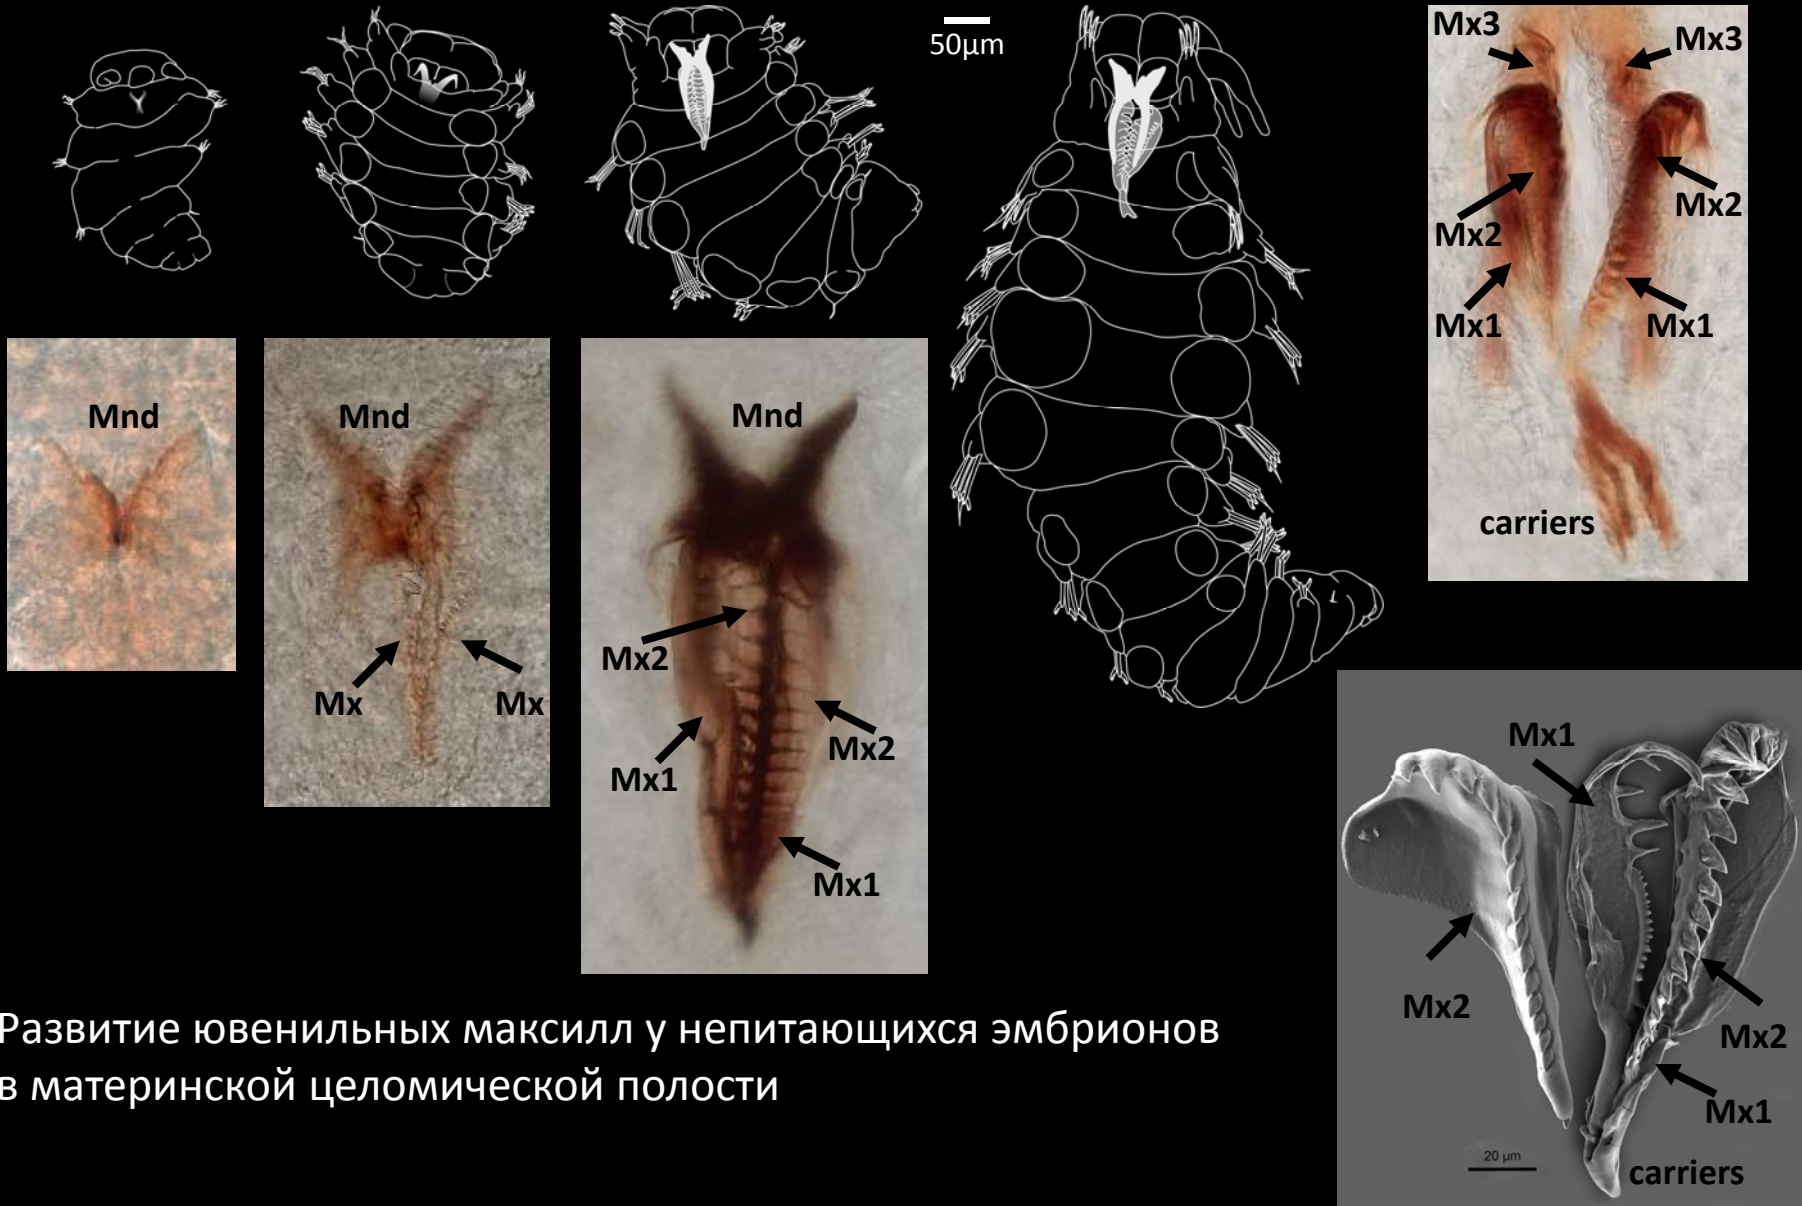 50μm
Mx3
Mx3
Mx2
Mx2
Mx1
Mx1
carriers
Mnd
Mnd
Mnd
Mx
Mx
Mx2
Mx2
Mx1
Mx1
Mx1
Mx2
Mx2
Mx1
20 μm
carriers
Развитие ювенильных максилл у непитающихся эмбрионов
в материнской целомической полости